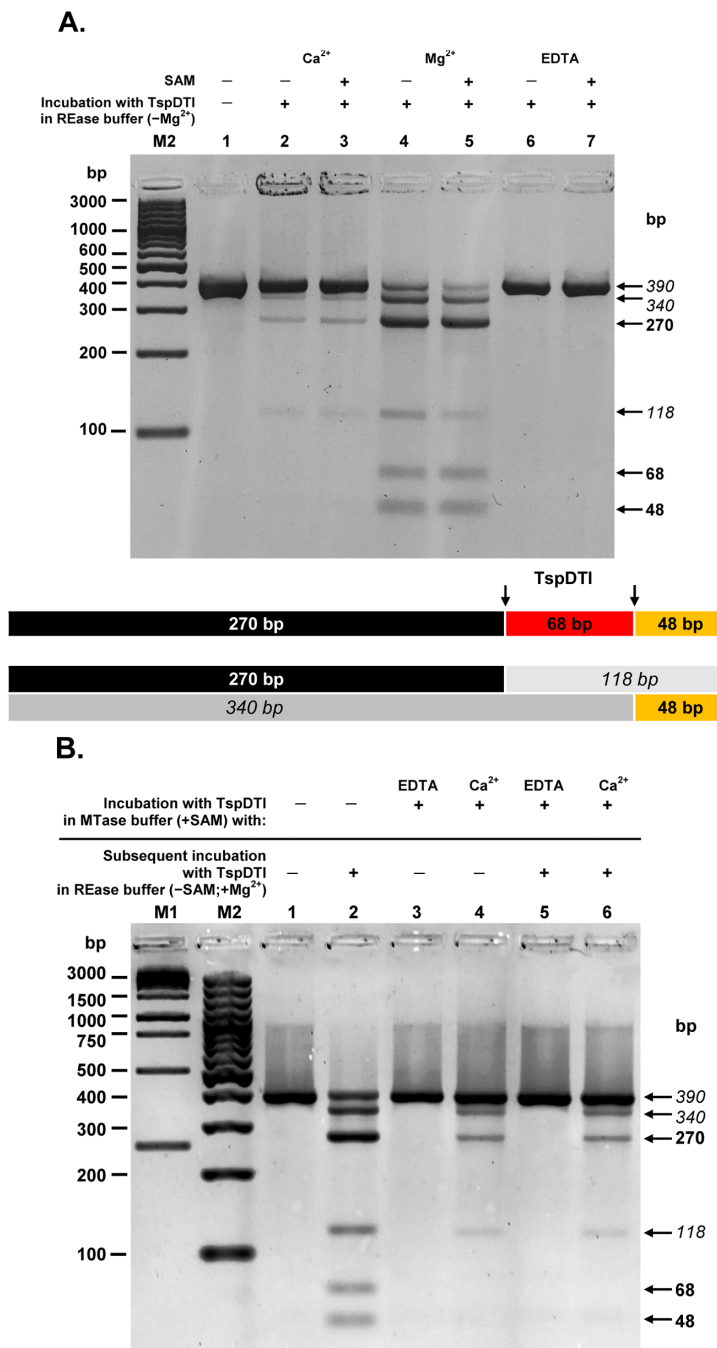 A.
Ca²⁺ Mg²⁺ EDTA
SAM – – + – + – +
Incubation with TspDTI
in REase buffer (–Mg²⁺) – + + + + + +
M2 1 2 3 4 5 6 7
bp
3000
1000
600
500
400
300
200
100
bp
390
340
270
118
68
48
TspDTI
270 bp 68 bp 48 bp
270 bp 118 bp
340 bp 48 bp
B.
EDTA Ca²⁺ EDTA Ca²⁺
Incubation with TspDTI
in MTase buffer (+SAM) with: – – + + + +
Subsequent incubation
with TspDTI
in REase buffer (–SAM;+Mg²⁺) – + – – + +
M1 M2 1 2 3 4 5 6
bp
3000
1500
1000
750
500
400
300
200
100
bp
390
340
270
118
68
48